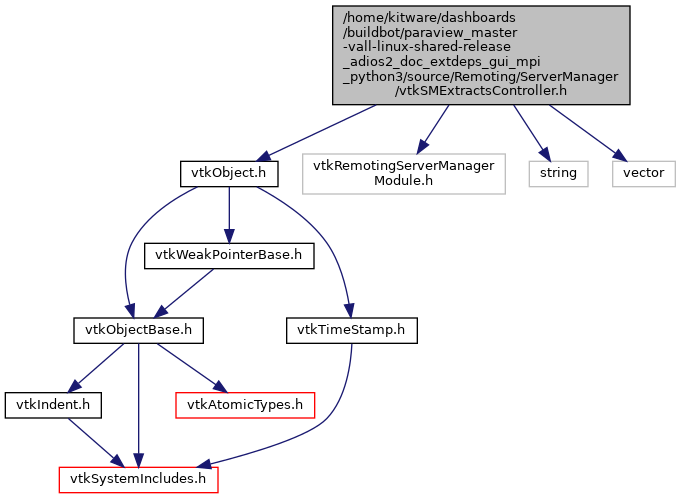 /home/kitware/dashboards
/buildbot/paraview_master
-vall-linux-shared-release
_adios2_doc_extdeps_gui_mpi
_python3/source/Remoting/ServerManager
/vtkSMExtractsController.h
vtkObject.h
vtkRemotingServerManager
Module.h
string
vector
vtkWeakPointerBase.h
vtkObjectBase.h
vtkTimeStamp.h
vtkIndent.h
vtkAtomicTypes.h
vtkSystemIncludes.h